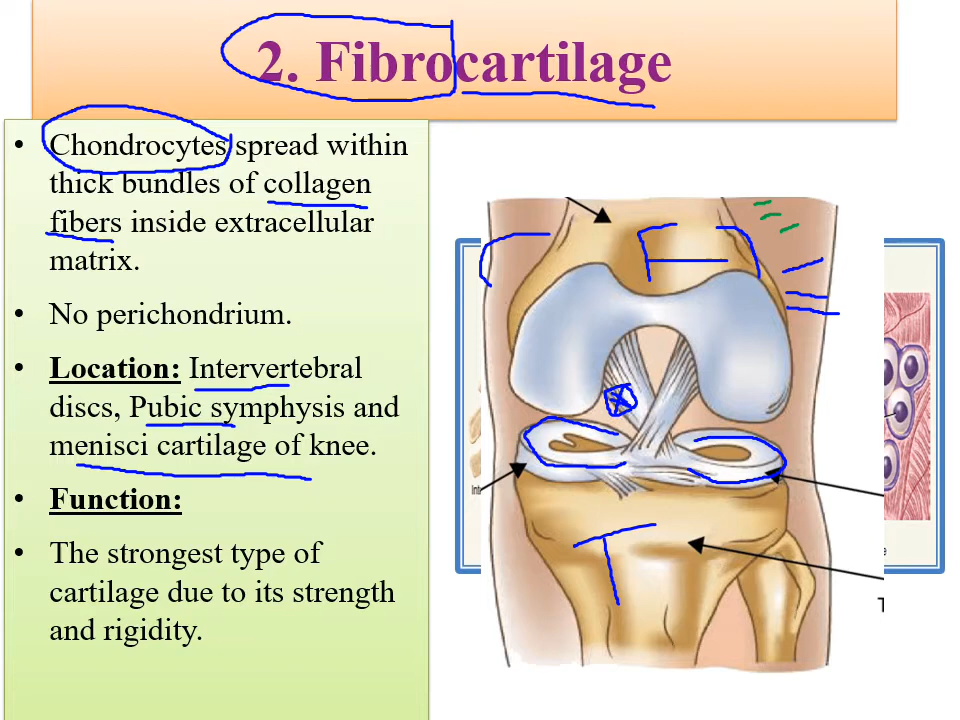 2. Fibrocartilage
• Chondrocytes spread within
thick bundles of collagen
fibers inside extracellular
matrix.
• No perichondrium.
• Location: Intervertebral
discs, Pubic symphysis and
menisci cartilage of knee.
• Function:
• The strongest type of
cartilage due to its strength
and rigidity.
F
T